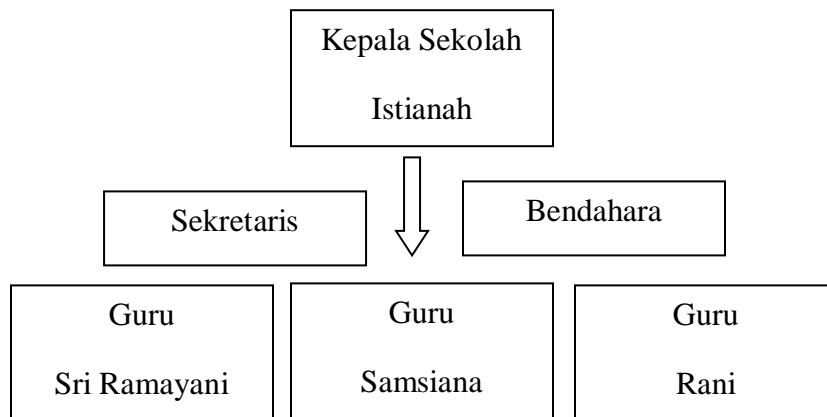 Kepala Sekolah
Istianah
Sekretaris
Bendahara
Guru
Sri Ramayani
Guru
Samsiana
Guru
Rani